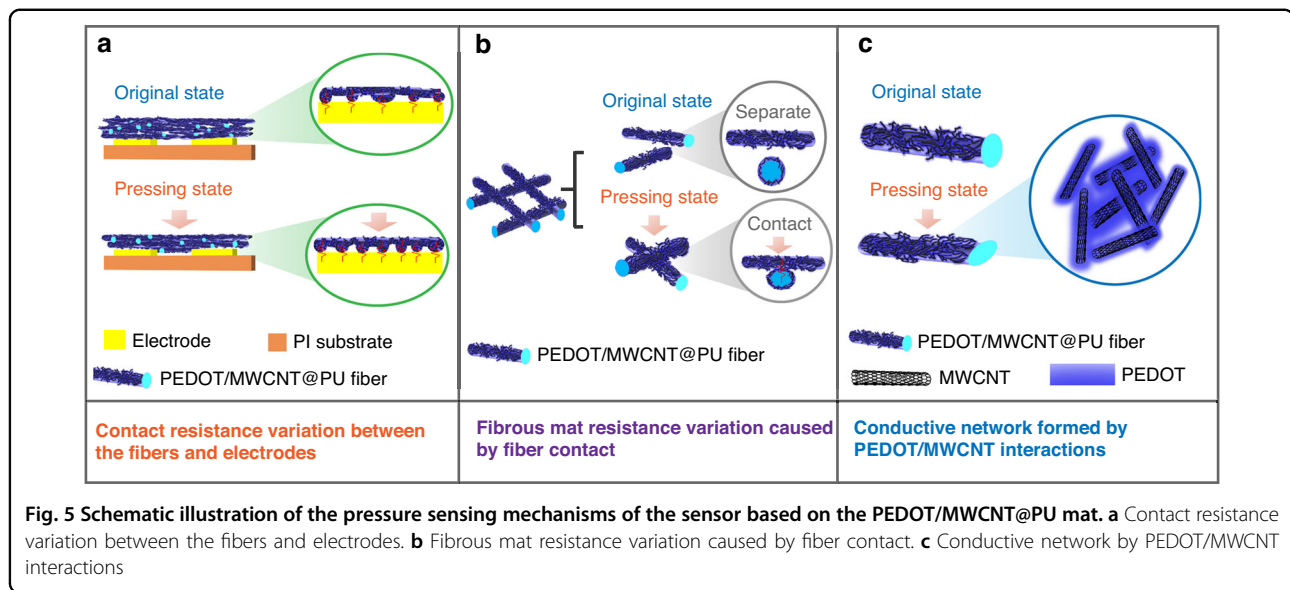 a
Original state
Pressing state
Electrode
PI substrate
PEDOT/MWCNT@PU fiber
Contact resistance variation between
the fibers and electrodes
b
Original state
Separate
Pressing state
Contact
PEDOT/MWCNT@PU fiber
Fibrous mat resistance variation caused
by fiber contact
c
Original state
Pressing state
PEDOT/MWCNT@PU fiber
MWCNT
PEDOT
Conductive network formed by
PEDOT/MWCNT interactions
Fig. 5 Schematic illustration of the pressure sensing mechanisms of the sensor based on the PEDOT/MWCNT@PU mat. a Contact resistance
variation between the fibers and electrodes. b Fibrous mat resistance variation caused by fiber contact. c Conductive network by PEDOT/MWCNT
interactions